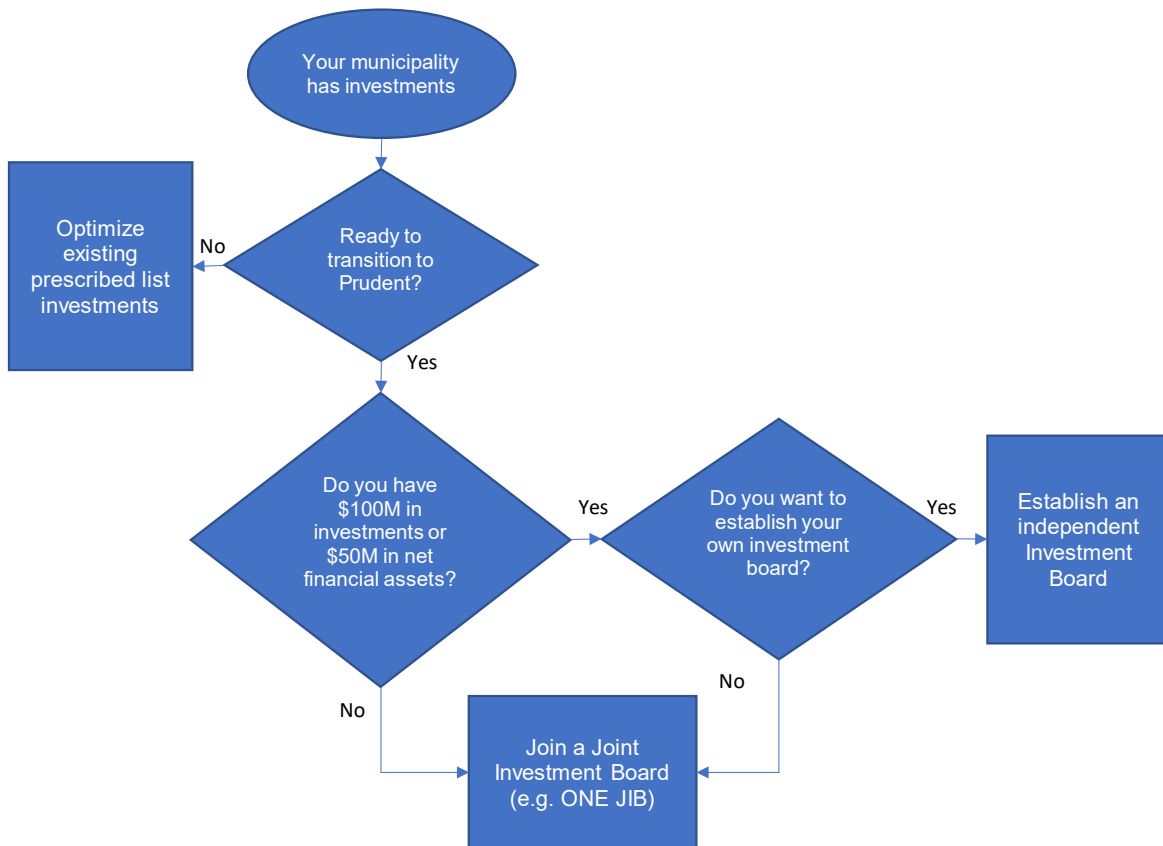 Your municipality
has investments
Optimize
existing
prescribed list
investments
No
Ready to
transition to
Prudent?
Yes
Do you have
$100M in
investments or
$50M in net
financial assets?
Yes
Do you want to
establish your
own investment
board?
Yes
Establish an
independent
Investment
Board
No
No
Join a Joint
Investment Board
(e.g. ONE JIB)